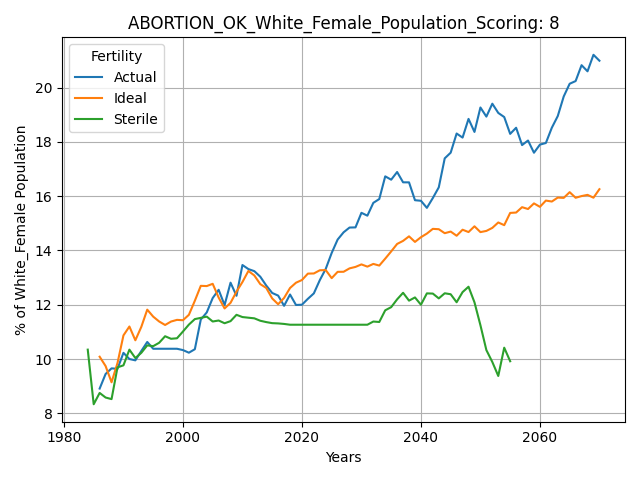 ABORTION_OK_White_Female_Population_Scoring: 8
Fertility
Actual
Ideal
Sterile
% of White_Female Population
20
18
16
14
12
10
8
1980
2000
2020
2040
2060
Years